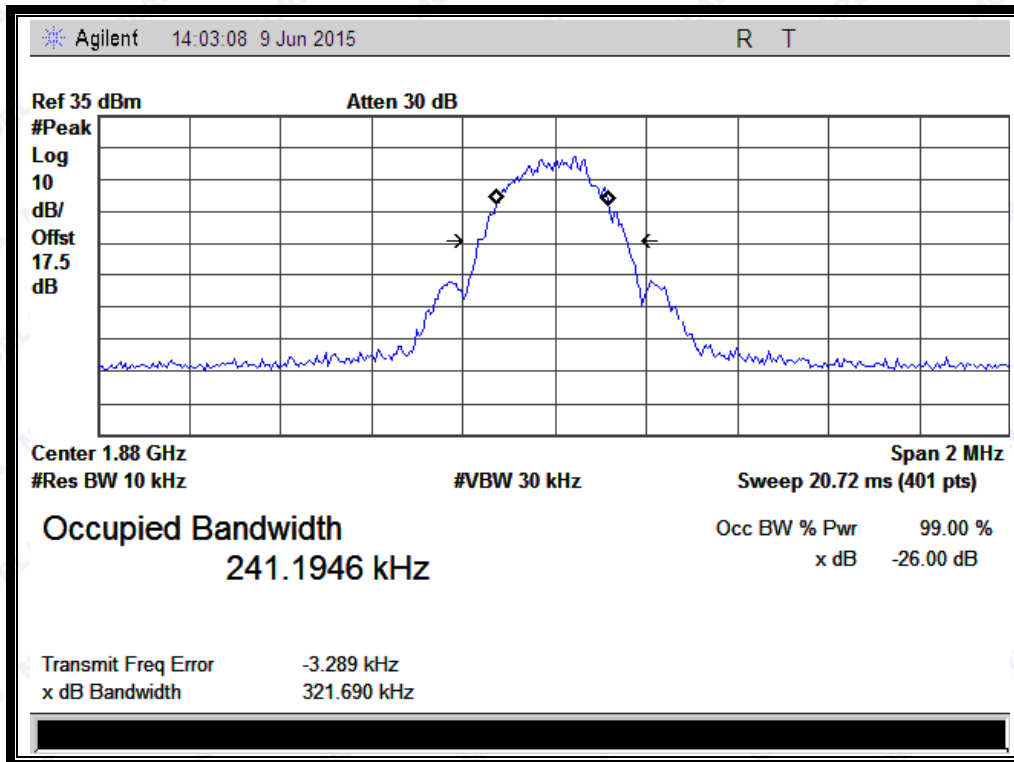 Agilent 14:03:08 9 Jun 2015 R T
Ref 35 dBm Atten 30 dB
#Peak
Log
10
dB/
Offst
17.5
dB
Center 1.88 GHz Span 2 MHz
#Res BW 10 kHz #VBW 30 kHz Sweep 20.72 ms (401 pts)
Occupied Bandwidth Occ BW % Pwr 99.00 %
241.1946 kHz x dB -26.00 dB
Transmit Freq Error -3.289 kHz
x dB Bandwidth 321.690 kHz